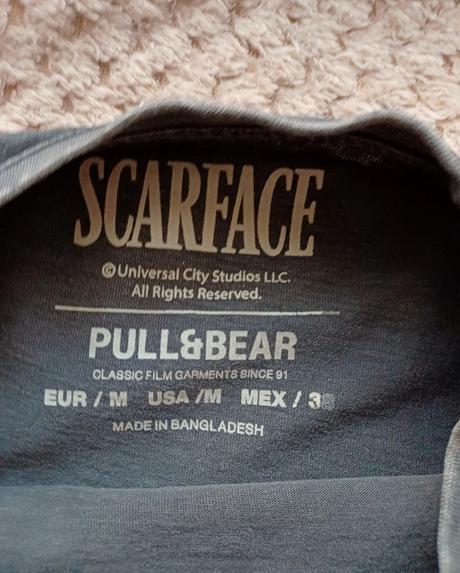 SCARFACE
©Universal City Studios LLC.
All Rights Reserved.
PULL&BEAR
CLASSIC FILM GARMENTS SINCE 91
EUR / M USA /M MEX / 38
MADE IN BANGLADESH